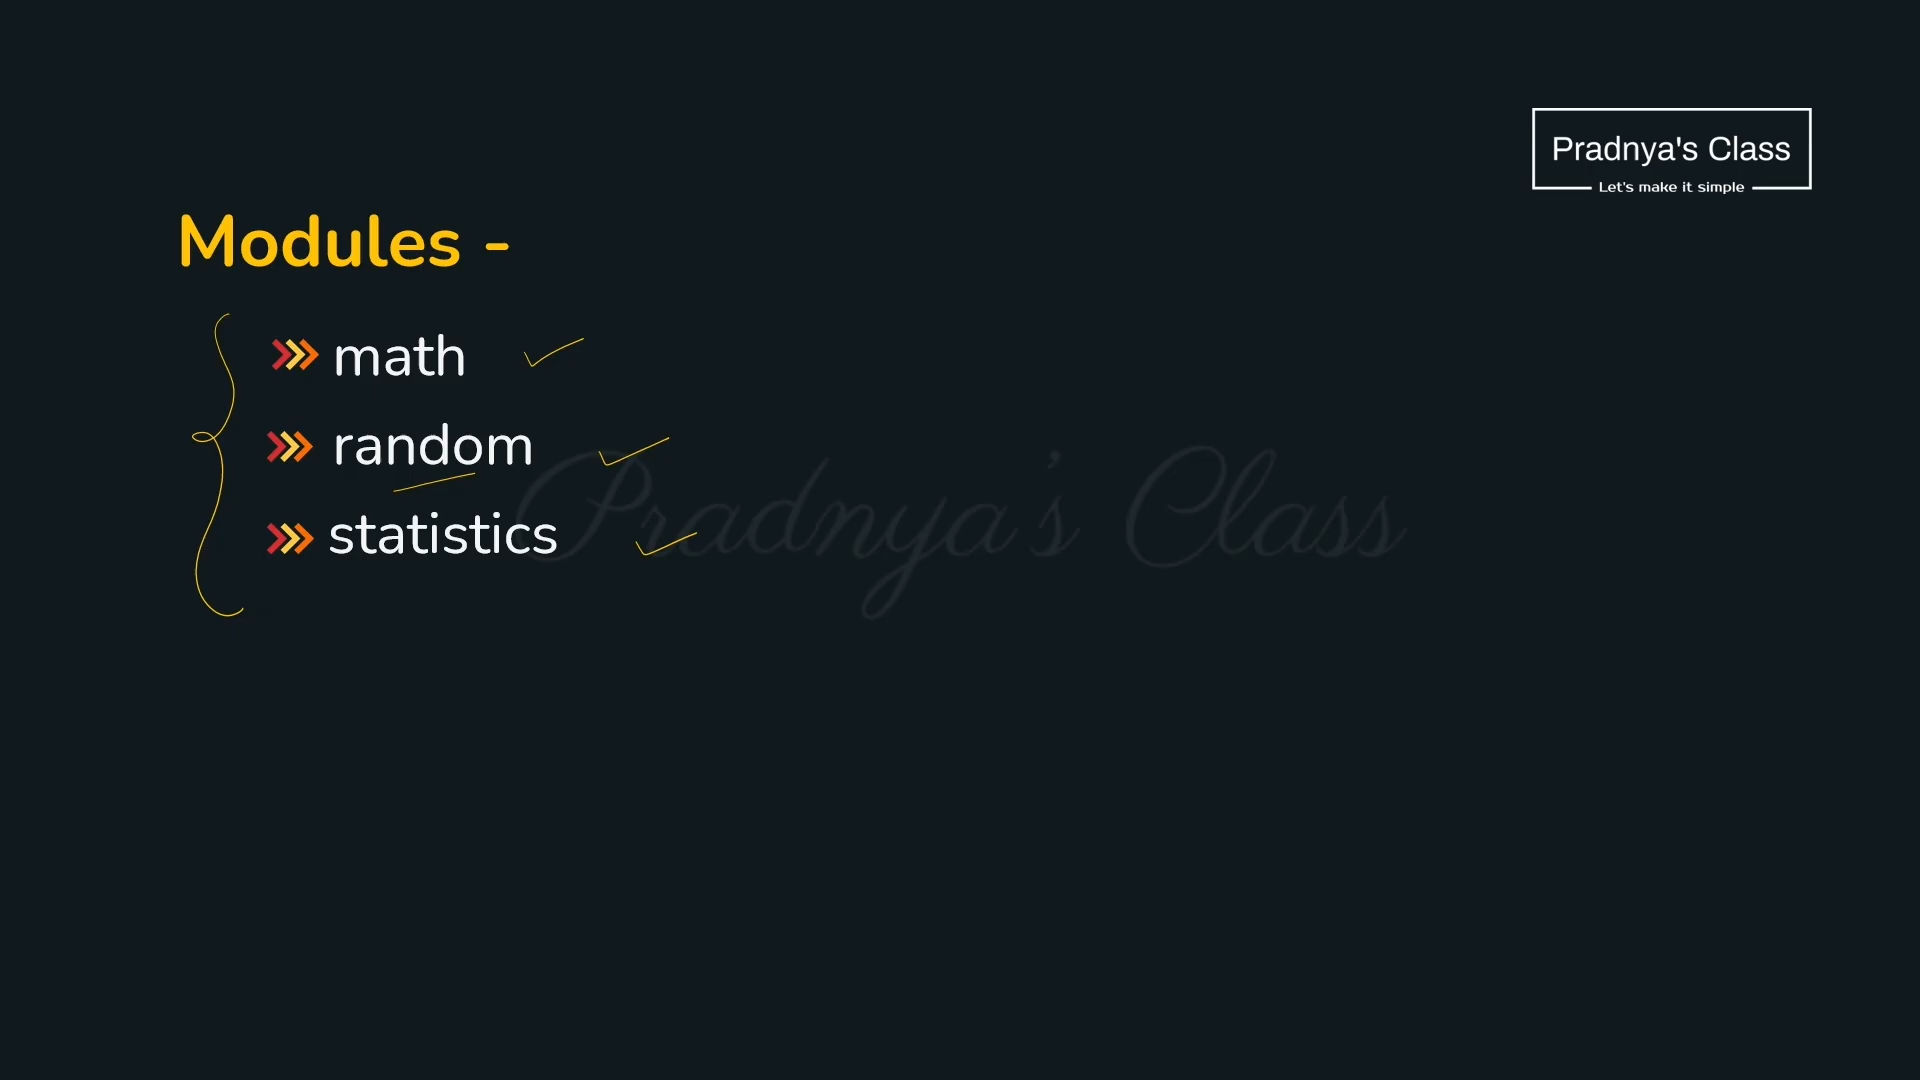 Pradnya's Class
Let's make it simple
Modules -
math
random
statistics
Pradnya's Class